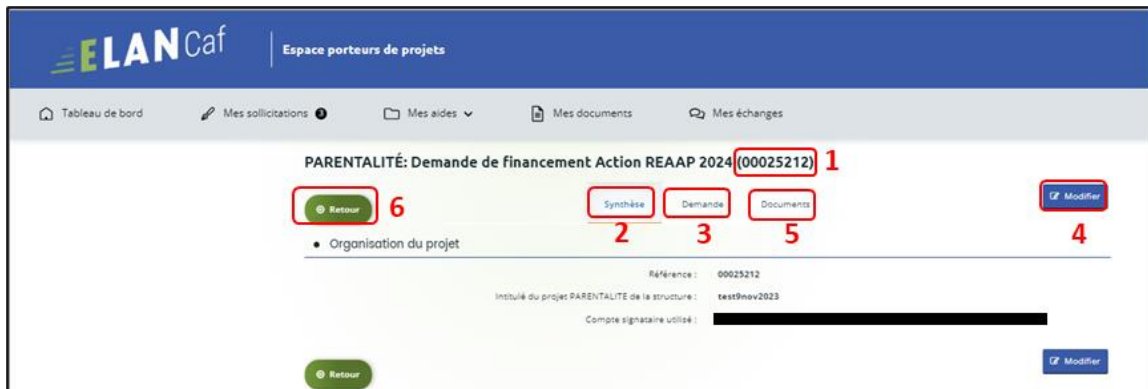 ELAN Caf
Espace porteurs de projets
Tableau de bord Mes sollicitations 3 Mes aides Mes documents Mes échanges
PARENTALITÉ: Demande de financement Action REAAP 2024 (00025212) 1
Retour 6 Synthèse Demande Documents Modifier
2 3 5 4
Organisation du projet
Référence : 00025212
Intitulé du projet PARENTALITE de la structure : test9nov2023
Compte signataire utilisé :
Retour Modifier